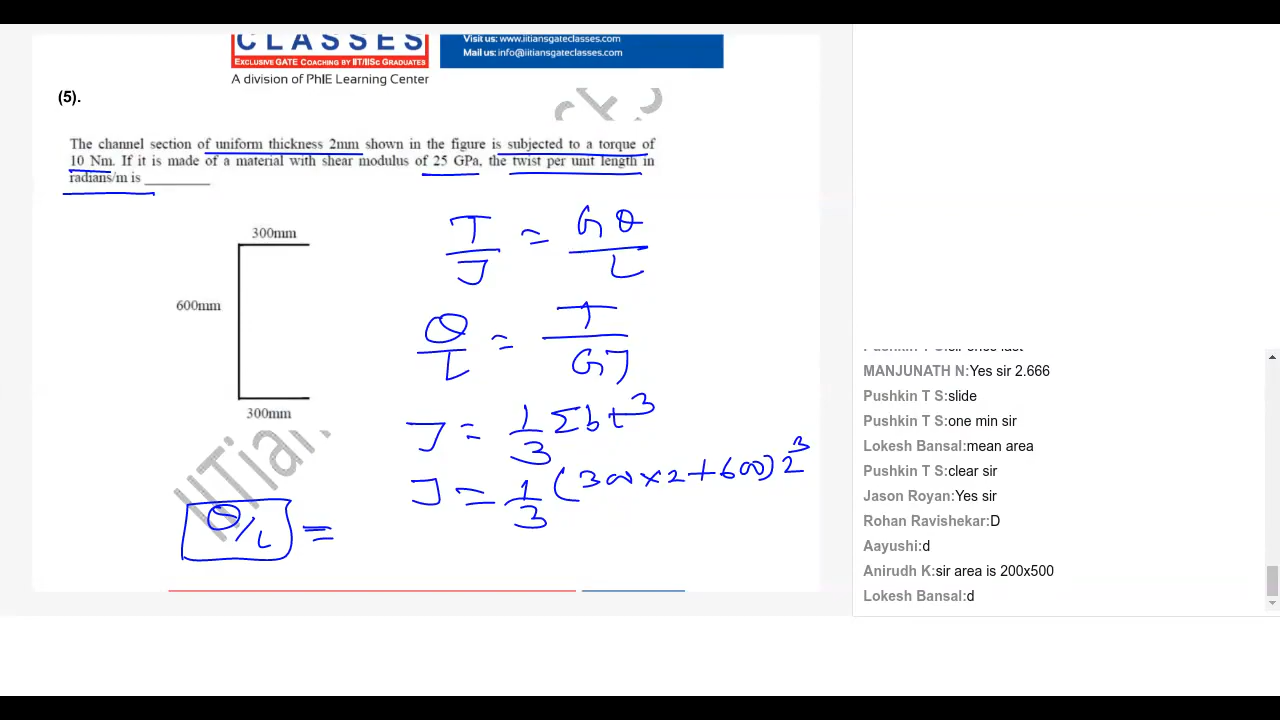 CLASSES
EXCLUSIVE GATE COACHING BY IIT/IISc GRADUATES
A division of PhIE Learning Center
Visit us: www.iitiansgateclasses.com
Mail us: info@iitiansgateclasses.com
(5).
The channel section of uniform thickness 2mm shown in the figure is subjected to a torque of
10 Nm. If it is made of a material with shear modulus of 25 GPa, the twist per unit length in
radians/m is ________
300mm
600mm
300mm
T/J = Gθ/L
θ/L = T/GJ
J = 1/3 Σbt³
J = 1/3 (300×2+600)2³
θ/L =
IITian
MANJUNATH N:Yes sir 2.666
Pushkin T S:slide
Pushkin T S:one min sir
Lokesh Bansal:mean area
Pushkin T S:clear sir
Jason Royan:Yes sir
Rohan Ravishekar:D
Aayushi:d
Anirudh K:sir area is 200x500
Lokesh Bansal:d